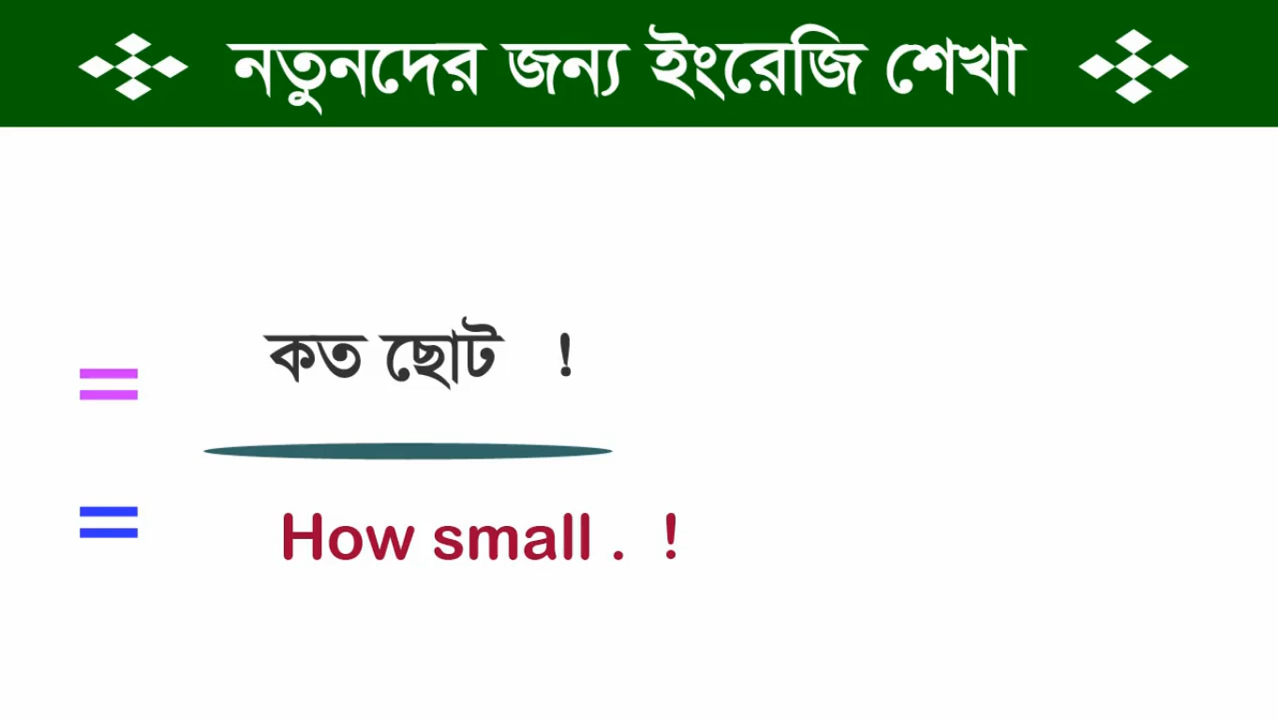 নতুনদের জন্য ইংরেজি শেখা
= কত ছোট !
= How small . !